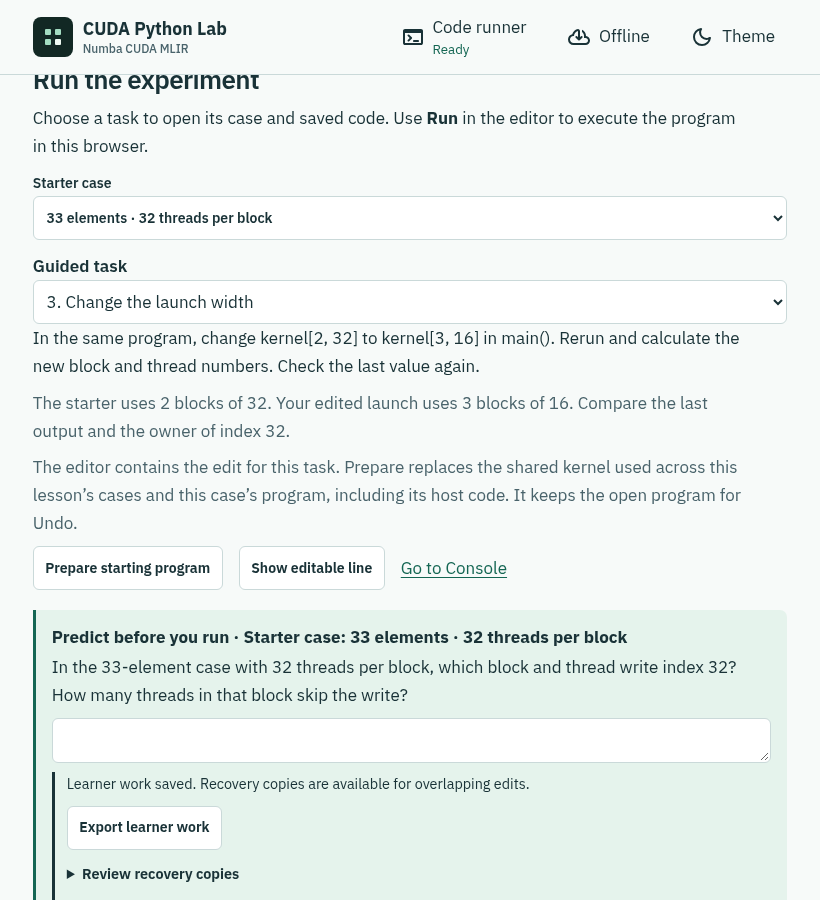 CUDA Python Lab
Numba CUDA MLIR
Code runner
Ready
Offline
Theme
Run the experiment
Choose a task to open its case and saved code. Use Run in the editor to execute the program
in this browser.
Starter case
33 elements · 32 threads per block
Guided task
3. Change the launch width
In the same program, change kernel[2, 32] to kernel[3, 16] in main(). Rerun and calculate the
new block and thread numbers. Check the last value again.
The starter uses 2 blocks of 32. Your edited launch uses 3 blocks of 16. Compare the last
output and the owner of index 32.
The editor contains the edit for this task. Prepare replaces the shared kernel used across this
lesson’s cases and this case’s program, including its host code. It keeps the open program for
Undo.
Prepare starting program
Show editable line
Go to Console
Predict before you run · Starter case: 33 elements · 32 threads per block
In the 33-element case with 32 threads per block, which block and thread write index 32?
How many threads in that block skip the write?
Learner work saved. Recovery copies are available for overlapping edits.
Export learner work
Review recovery copies